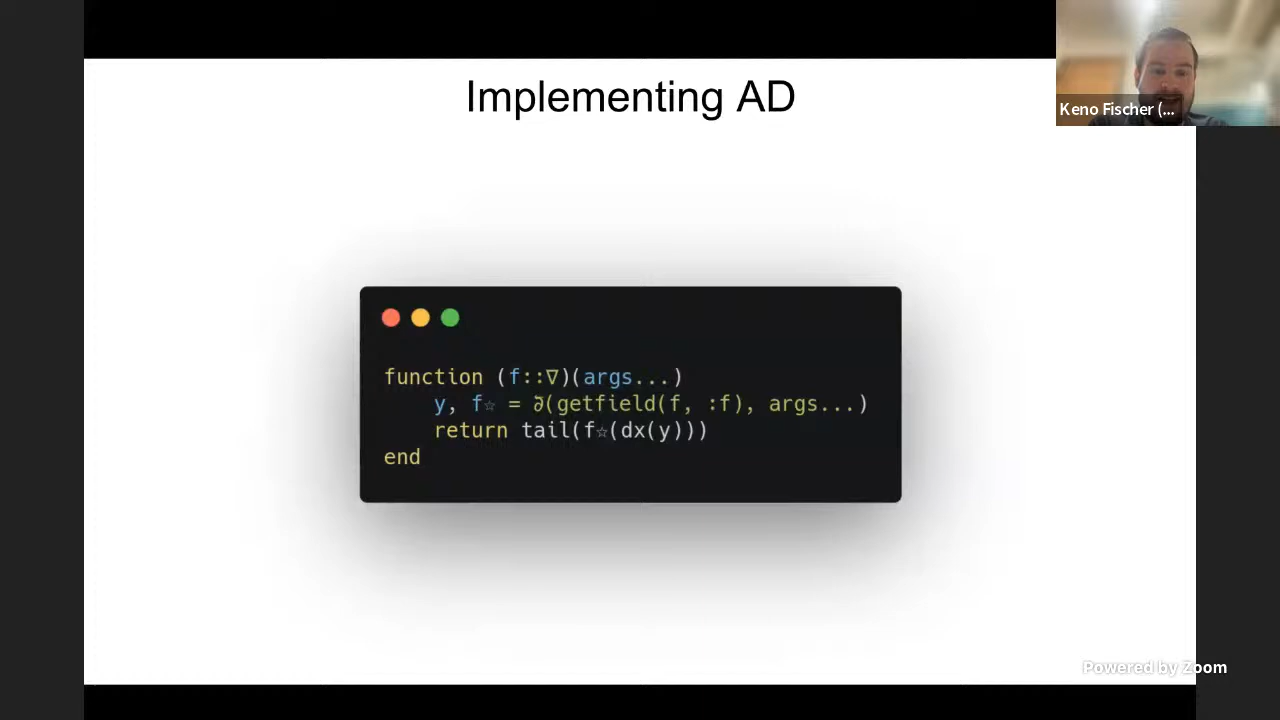 Implementing AD
Keno Fischer (...
function (f::∇)(args...)
    y, f☆ = ∂⃖(getfield(f, :f), args...)
    return tail(f☆(dx(y)))
end
Powered by Zoom